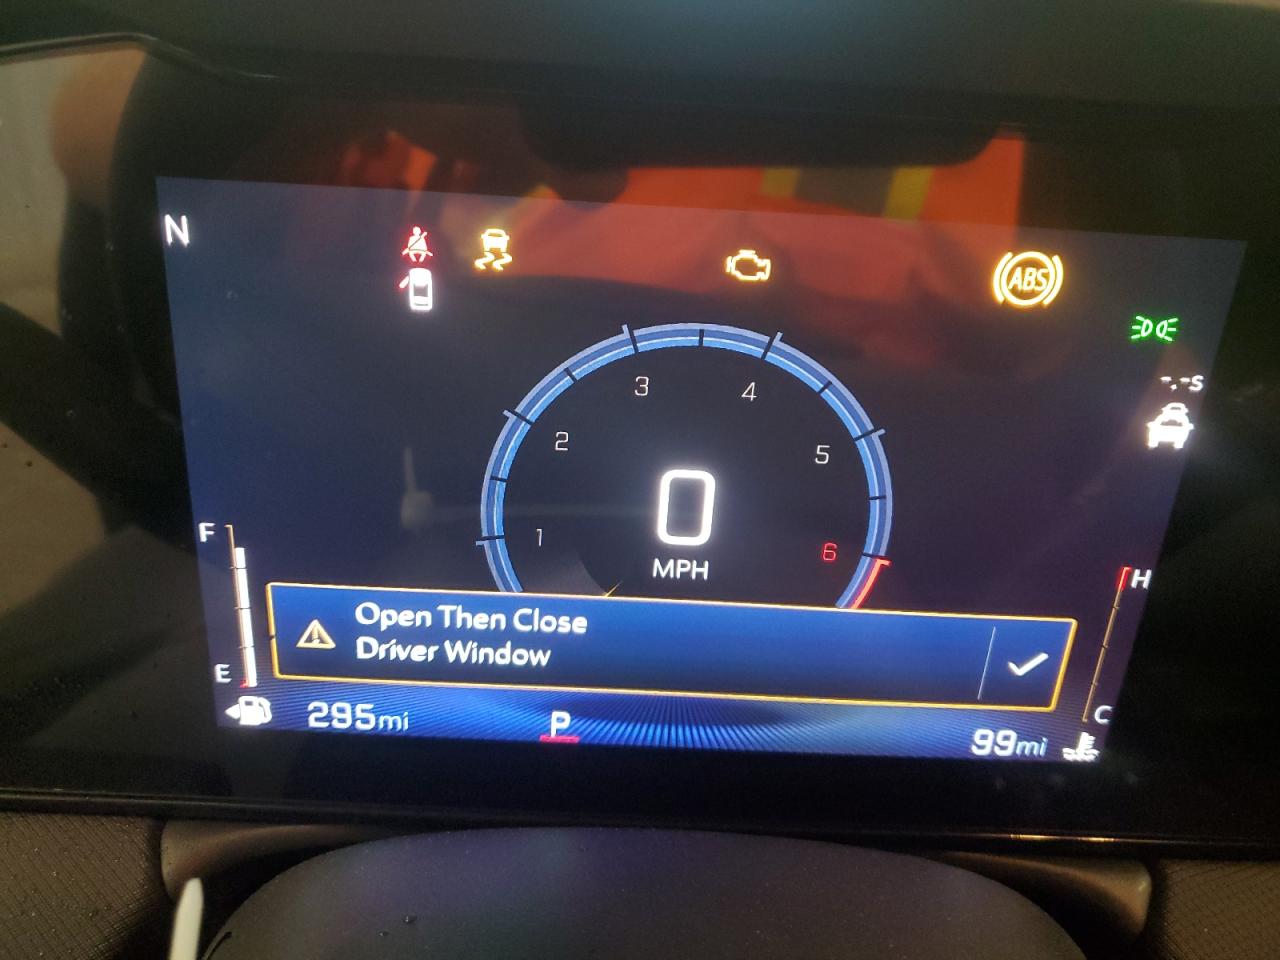 N
ABS
-.-s
3
4
2
5
1
6
0
MPH
F
H
Open Then Close
Driver Window
E
C
295mi
P
99mi